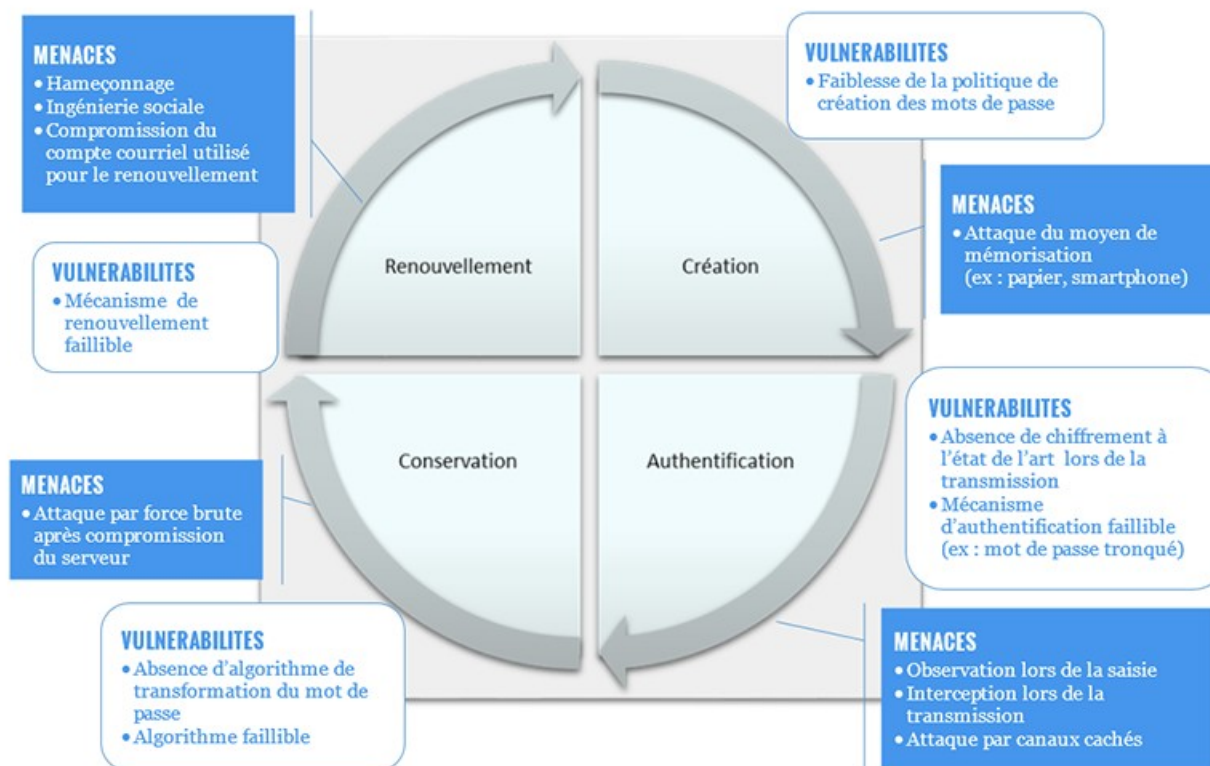 MENACES
• Hameçonnage
• Ingénierie sociale
• Compromission du
compte courriel utilisé
pour le renouvellement
VULNERABILITES
• Faiblesse de la politique de
création des mots de passe
MENACES
• Attaque du moyen de
mémorisation
(ex : papier, smartphone)
VULNERABILITES
• Mécanisme de
renouvellement
faillible
Renouvellement
Création
Conservation
Authentification
VULNERABILITES
• Absence de chiffrement à
l'état de l'art lors de la
transmission
• Mécanisme
d'authentification faillible
(ex : mot de passe tronqué)
MENACES
• Attaque par force brute
après compromission
du serveur
VULNERABILITES
• Absence d'algorithme de
transformation du mot de
passe
• Algorithme faillible
MENACES
• Observation lors de la saisie
• Interception lors de la
transmission
• Attaque par canaux cachés